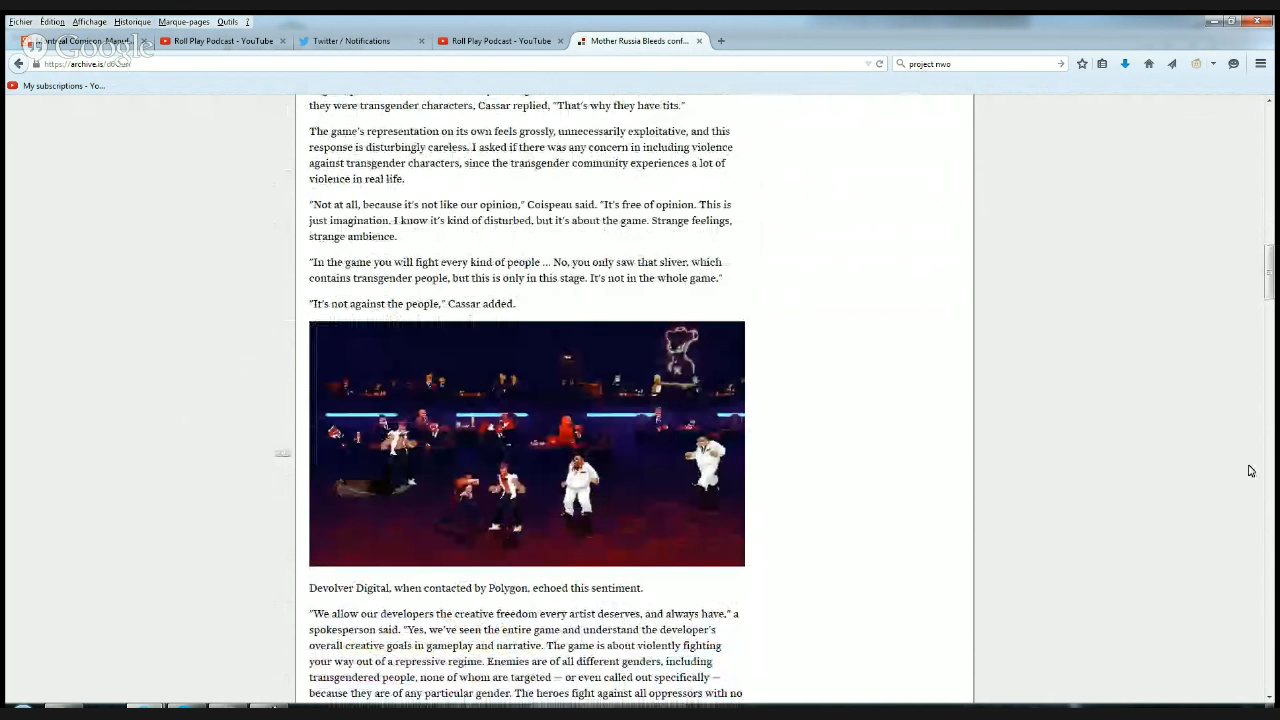 Fichier Édition Affichage Historique Marque-pages Outils ?
Roll Play Podcast - YouTube
Twitter / Notifications
Roll Play Podcast - YouTube
Mother Russia Bleeds conf...
Google
https://archive.is/
project nwo
My subscriptions - Yo...
they were transgender characters, Cassar replied, "That's why they have tits."
The game's representation on its own feels grossly, unnecessarily exploitative, and this
response is disturbingly careless. I asked if there was any concern in including violence
against transgender characters, since the transgender community experiences a lot of
violence in real life.
"Not at all, because it's not like our opinion," Coispeau said. "It's free of opinion. This is
just imagination. I know it's kind of disturbed, but it's about the game. Strange feelings,
strange ambience.
"In the game you will fight every kind of people ... No, you only saw that sliver, which
contains transgender people, but this is only in this stage. It's not in the whole game."
"It's not against the people," Cassar added.
Devolver Digital, when contacted by Polygon, echoed this sentiment.
"We allow our developers the creative freedom every artist deserves, and always have," a
spokesperson said. "Yes, we've seen the entire game and understand the developer's
overall creative goals in gameplay and narrative. The game is about violently fighting
your way out of a repressive regime. Enemies are of all different genders, including
transgendered people, none of whom are targeted — or even called out specifically —
because they are of any particular gender. The heroes fight against all oppressors with no